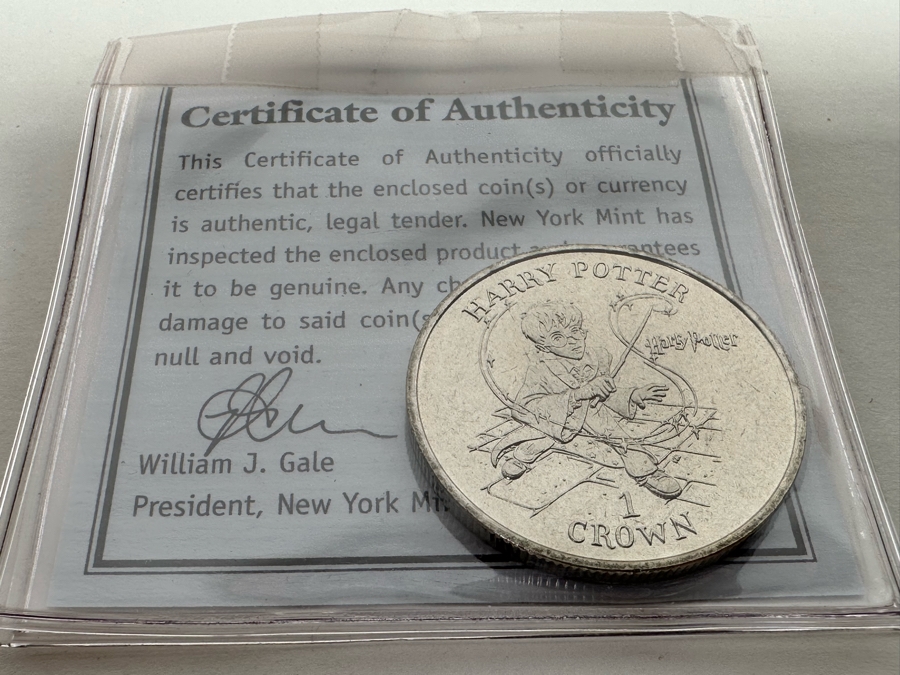 Certificate of Authenticity
This Certificate of Authenticity officially
certifies that the enclosed coin(s) or currency
is authentic, legal tender. New York Mint has
inspected the enclosed product
it to be genuine. Any
damage to said
null and void.
William J. Gale
President, New York
HARRY POTTER
Harry Potter
1
CROWN